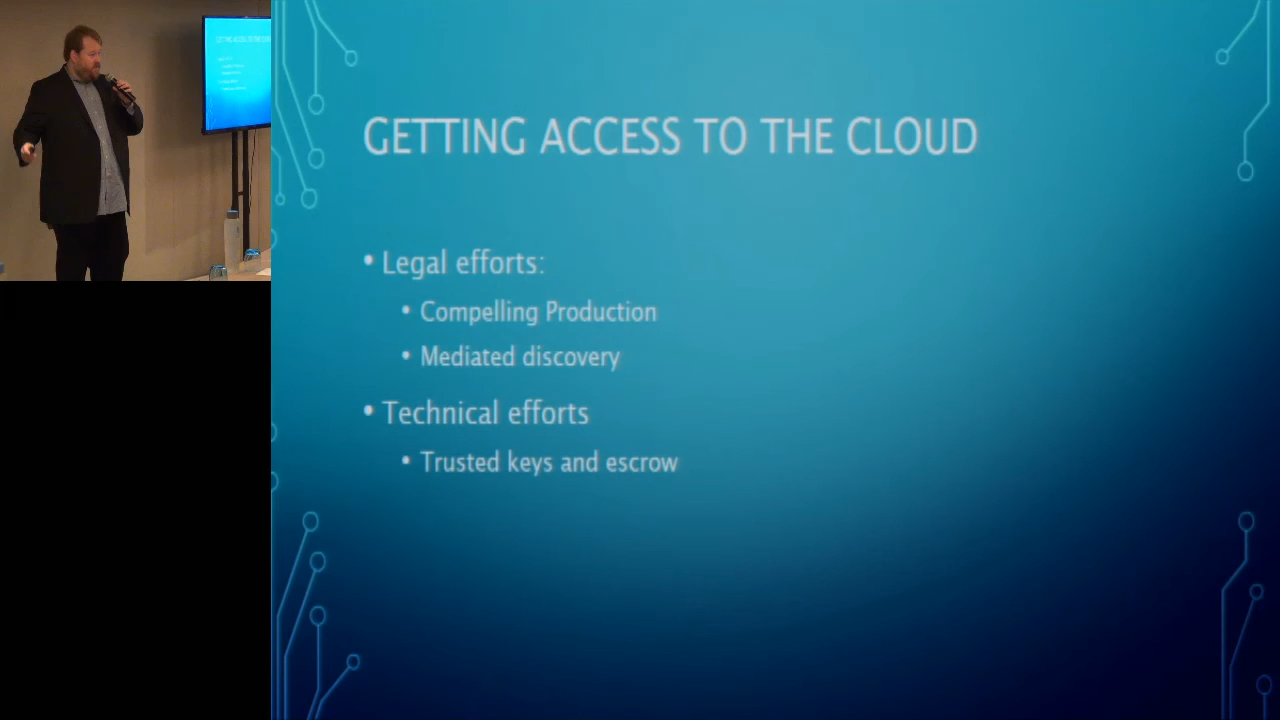 GETTING ACCESS TO THE CLOUD
• Legal efforts:
• Compelling Production
• Mediated discovery
• Technical efforts
• Trusted keys and escrow